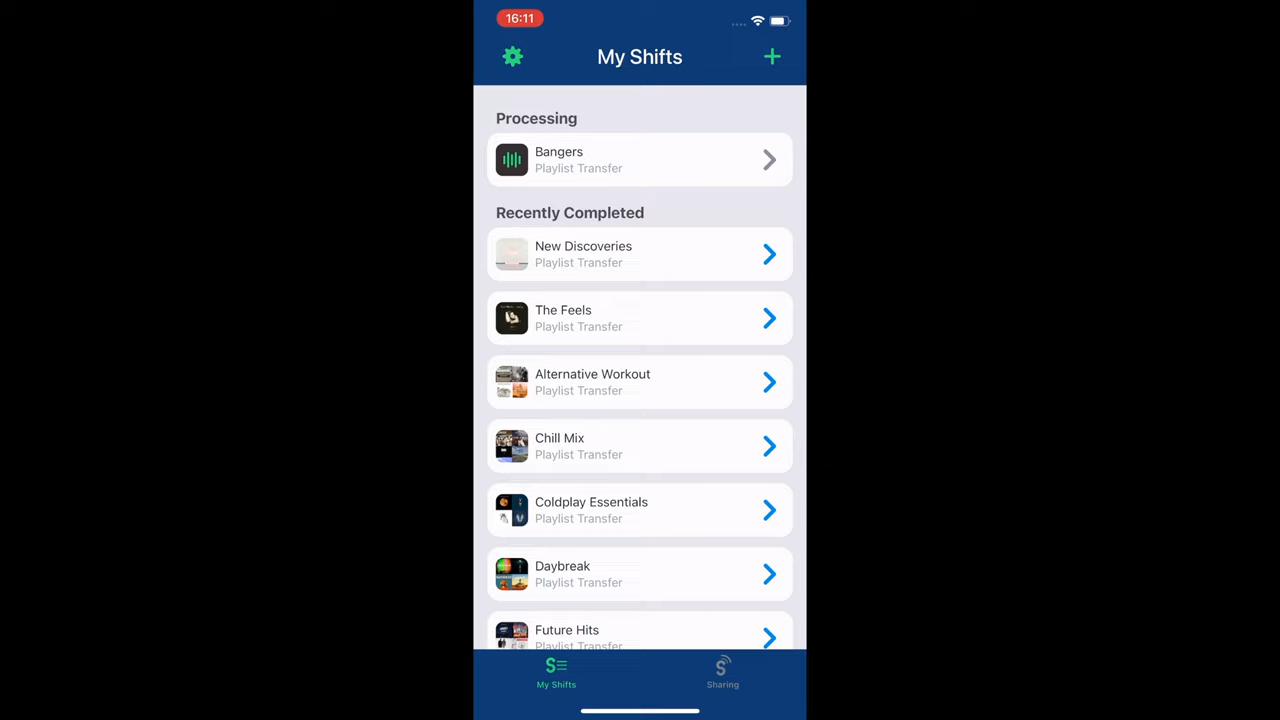 16:11
My Shifts
Processing
Bangers
Playlist Transfer
Recently Completed
New Discoveries
Playlist Transfer
The Feels
Playlist Transfer
Alternative Workout
Playlist Transfer
Chill Mix
Playlist Transfer
Coldplay Essentials
Playlist Transfer
Daybreak
Playlist Transfer
Future Hits
Playlist Transfer
My Shifts
Sharing